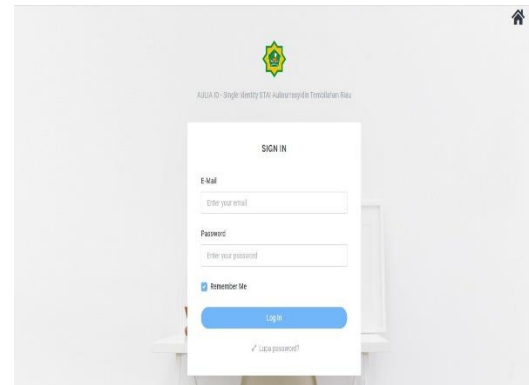 AULIA ID - Single Identity STAI Auliaurrasyidin Tembilahan Riau
SIGN IN
E-Mail
Enter your email
Password
Enter your password
Remember Me
Log In
Lupa password?